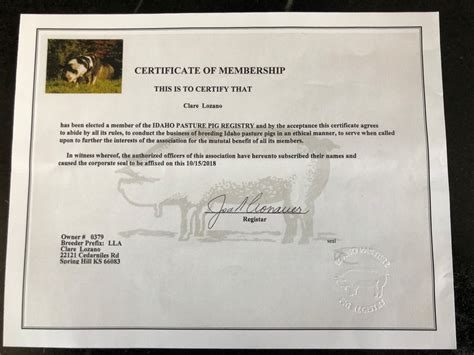 CERTIFICATE OF MEMBERSHIP
THIS IS TO CERTIFY THAT
Clare Lozano
has been elected a member of the IDAHO PASTURE PIG REGISTRY and by the acceptance this certificate agrees
to abide by all its rules, to conduct the business of breeding Idaho pasture pigs in an ethical manner, to serve when called
upon to further the interests of the association for the mututal benefit of all its members.
In witness whereof, the authorized officers of this association have hereunto subscribed their names and
caused the corporate seal to be affixed on this 10/15/2018
Registar
seal
Owner # 0379
Breeder Prefix: LLA
Clare Lozano
22121 Cedarniles Rd
Spring Hill KS 66083